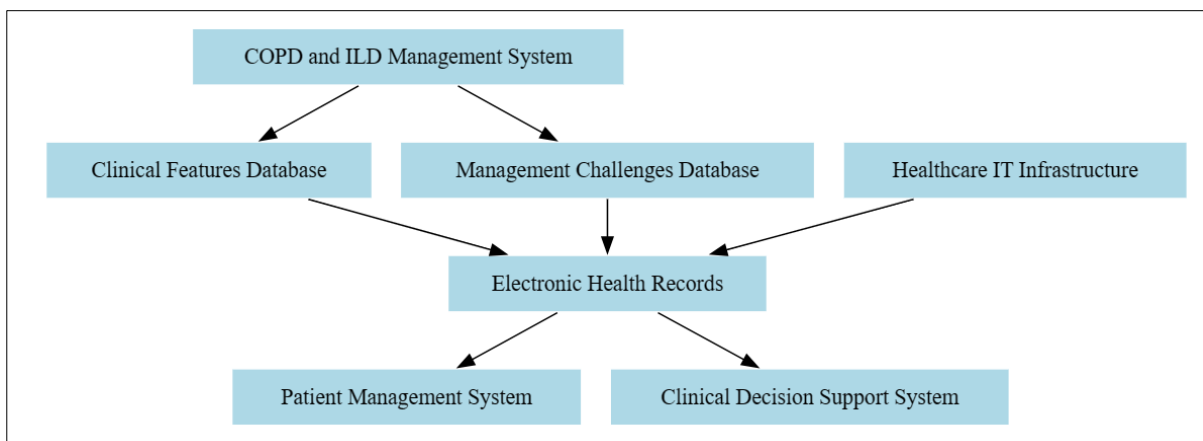 COPD and ILD Management System
Clinical Features Database
Management Challenges Database
Healthcare IT Infrastructure
Electronic Health Records
Patient Management System
Clinical Decision Support System